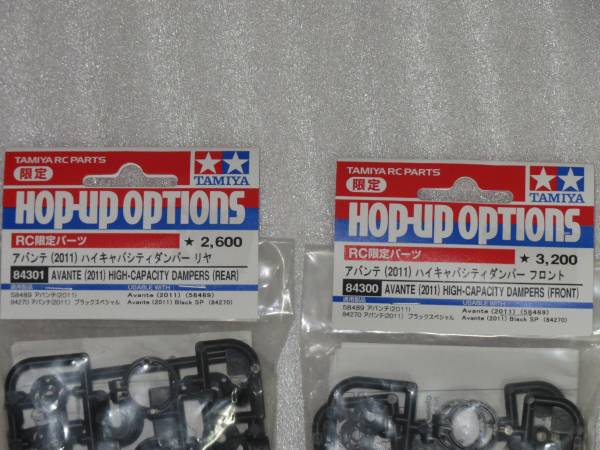 TAMIYA RC PARTS
限定
TAMIYA
HOP-UP OPTIONS
RC限定パーツ
★ 2,600
アバンテ (2011) ハイキャパシティダンパー リヤ
84301 AVANTE (2011) HIGH-CAPACITY DAMPERS (REAR)
適用製品 USABLE WITH
58489 アバンテ(2011) Avante (2011) (58489)
84270 アバンテ(2011) ブラックスペシャル Avante (2011) Black SP (84270)
TAMIYA RC PARTS
限定
TAMIYA
HOP-UP OPTIONS
RC限定パーツ
★ 3,200
アバンテ (2011) ハイキャパシティダンパー フロント
84300 AVANTE (2011) HIGH-CAPACITY DAMPERS (FRONT)
適用製品 USABLE WITH
58489 アバンテ(2011) Avante (2011) (58489)
84270 アバンテ(2011) ブラックスペシャル Avante (2011) Black SP (84270)